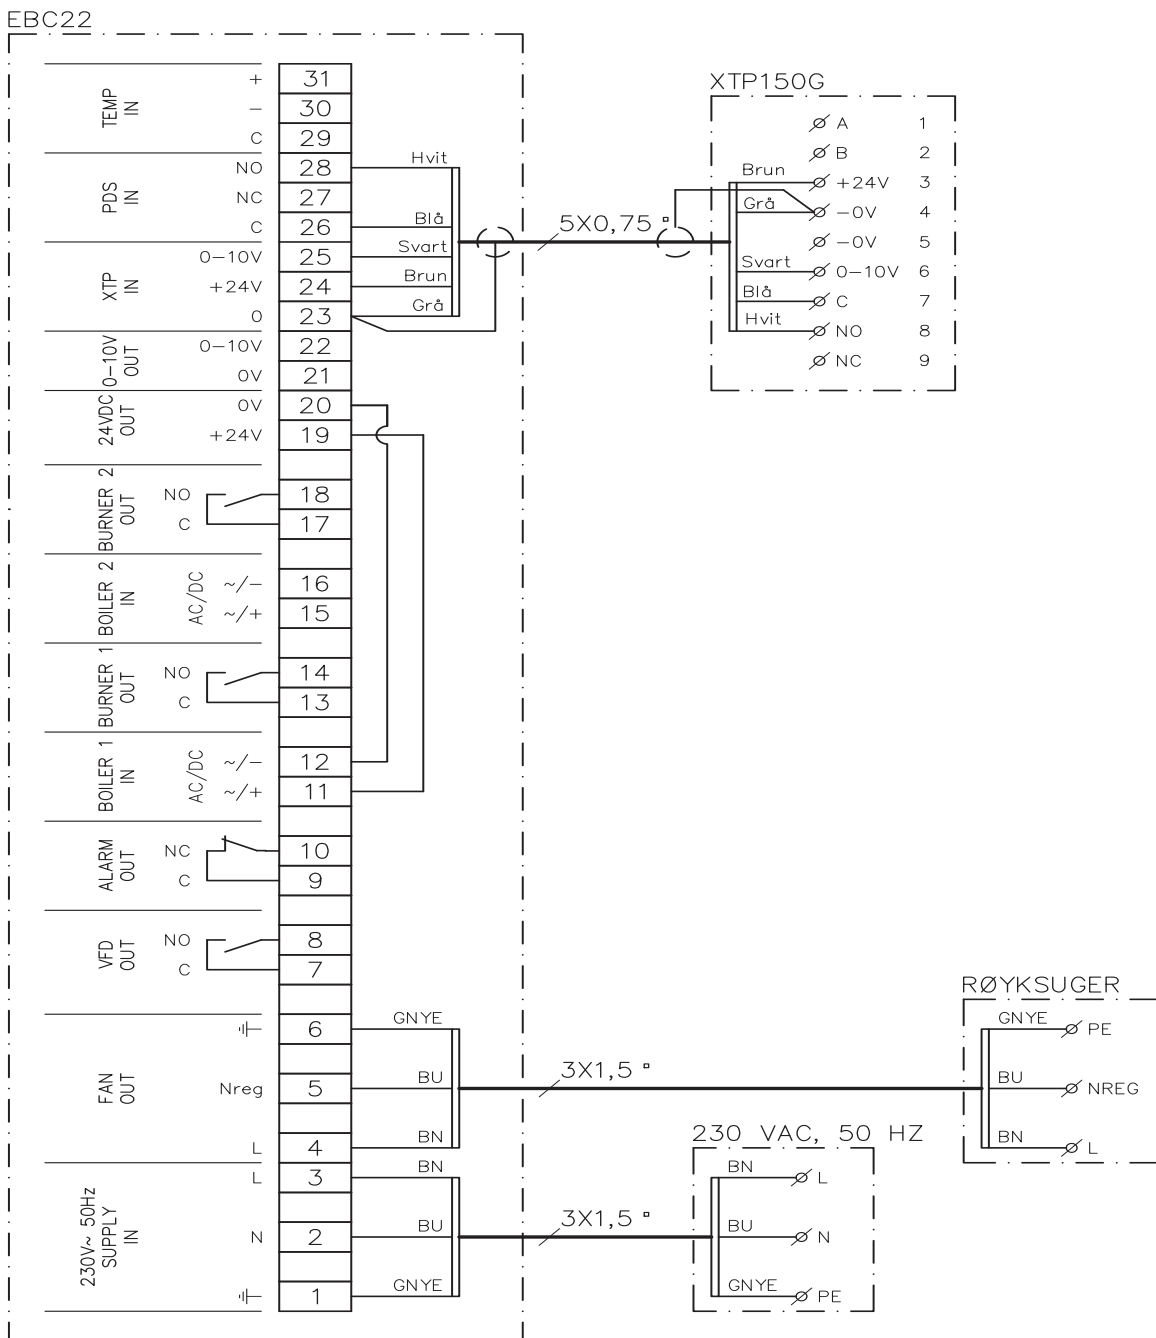 EBC22
TEMP
IN
+ 31
- 30
C 29
PDS
IN
NO 28 Hvit
NC 27
C 26 Blå
XTP
IN
0-10V 25 Svart
+24V 24 Brun
0 23 Grå
0-10V
OUT
0-10V 22
0V 21
24VDC
OUT
0V 20
+24V 19
BURNER 2
OUT
NO 18
C 17
BOILER 2
IN
AC/DC
~/- 16
~/+ 15
BURNER 1
OUT
NO 14
C 13
BOILER 1
IN
AC/DC
~/- 12
~/+ 11
ALARM
OUT
NC 10
C 9
VFD
OUT
NO 8
C 7
FAN
OUT
6 GNYE
Nreg 5 BU
L 4 BN
230V~ 50Hz
SUPPLY
IN
L 3 BN
N 2 BU
1 GNYE
5X0,75 ▫
XTP150G
A 1
B 2
Brun +24V 3
Grå -0V 4
-0V 5
Svart 0-10V 6
Blå C 7
Hvit NO 8
NC 9
3X1,5 ▫
RØYKSUGER
GNYE PE
BU NREG
BN L
3X1,5 ▫
230 VAC, 50 HZ
BN L
BU N
GNYE PE